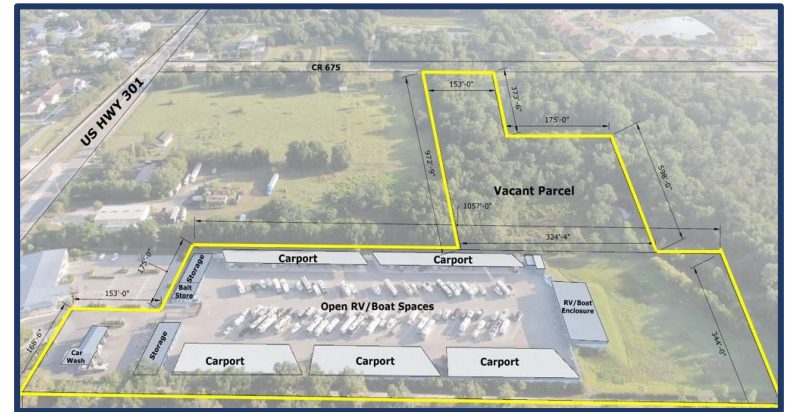 CR 675
US HWY 301
153'-0"
373'-6"
175'-0"
972'-9"
598'-0"
Vacant Parcel
1057'-0"
324'-4"
175'-0"
Storage
Bait
Store
Carport
Carport
153'-0"
Open RV/Boat Spaces
RV/Boat
Enclosure
344'-0"
168'-6"
Car
Wash
Storage
Carport
Carport
Carport